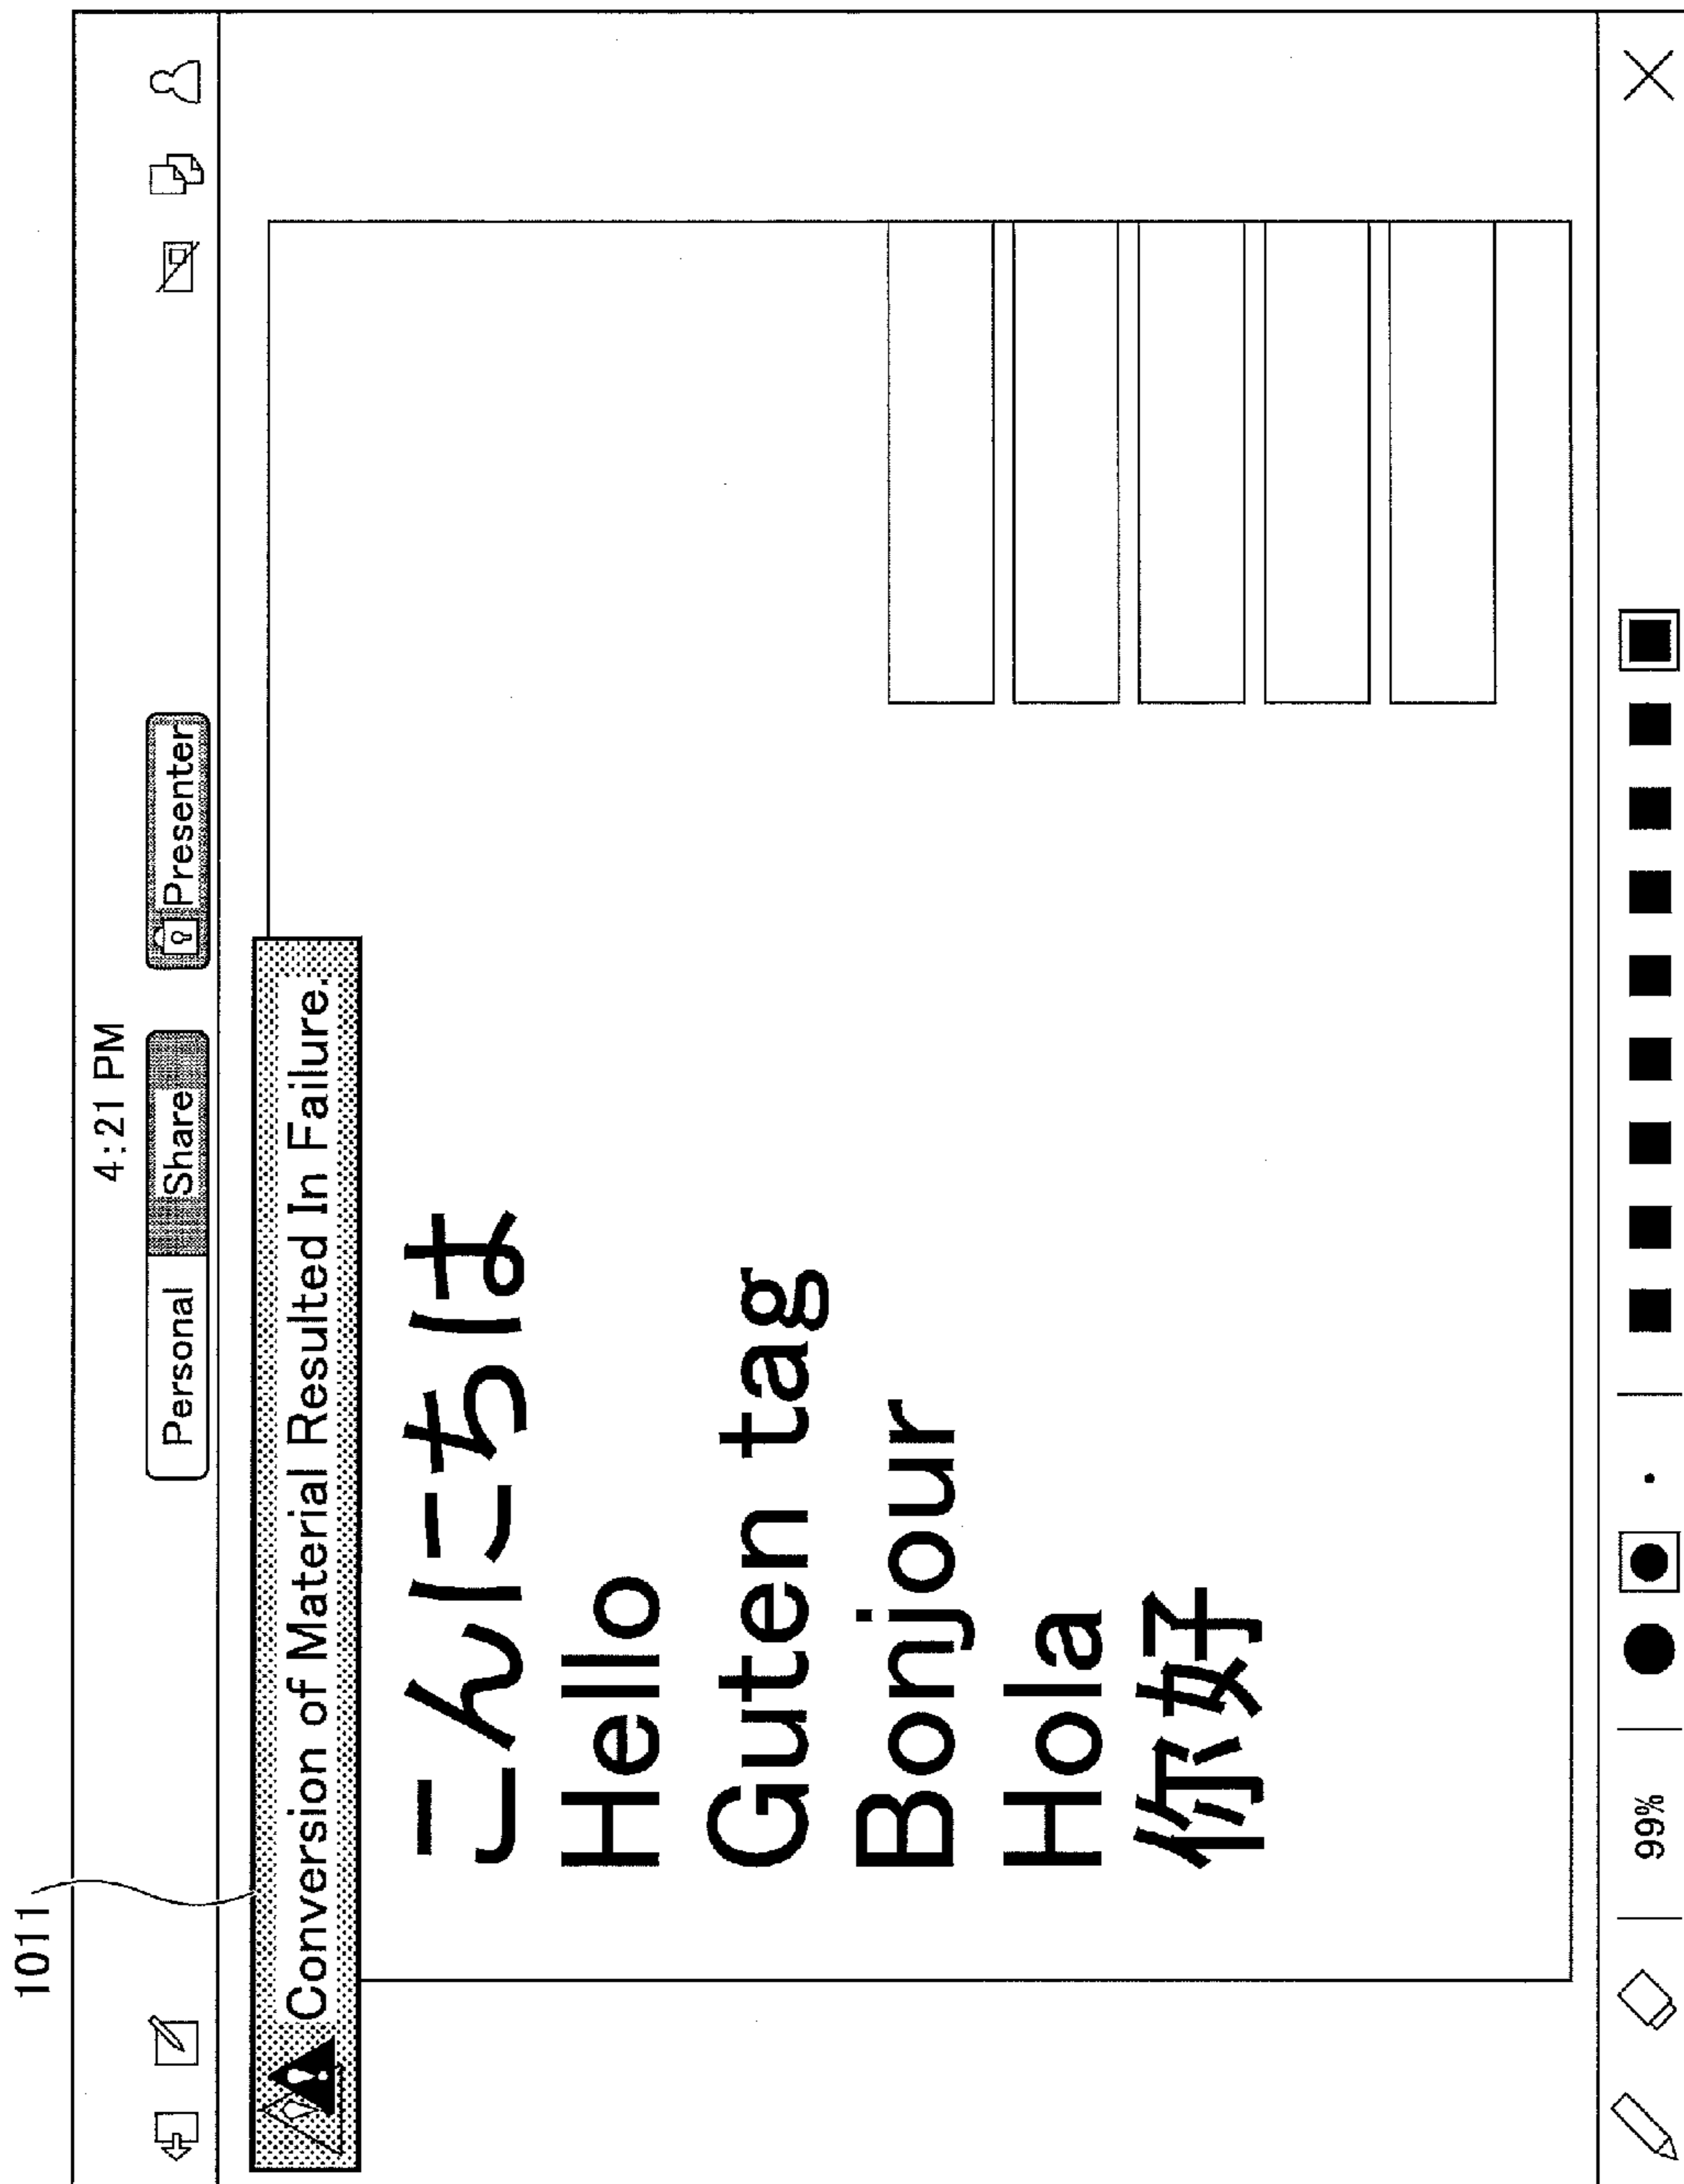 1011
4:21 PM
Personal Share Presenter
Conversion of Material Resulted In Failure.
こんにちは
Hello
Guten tag
Bonjour
Hola
你好
99%